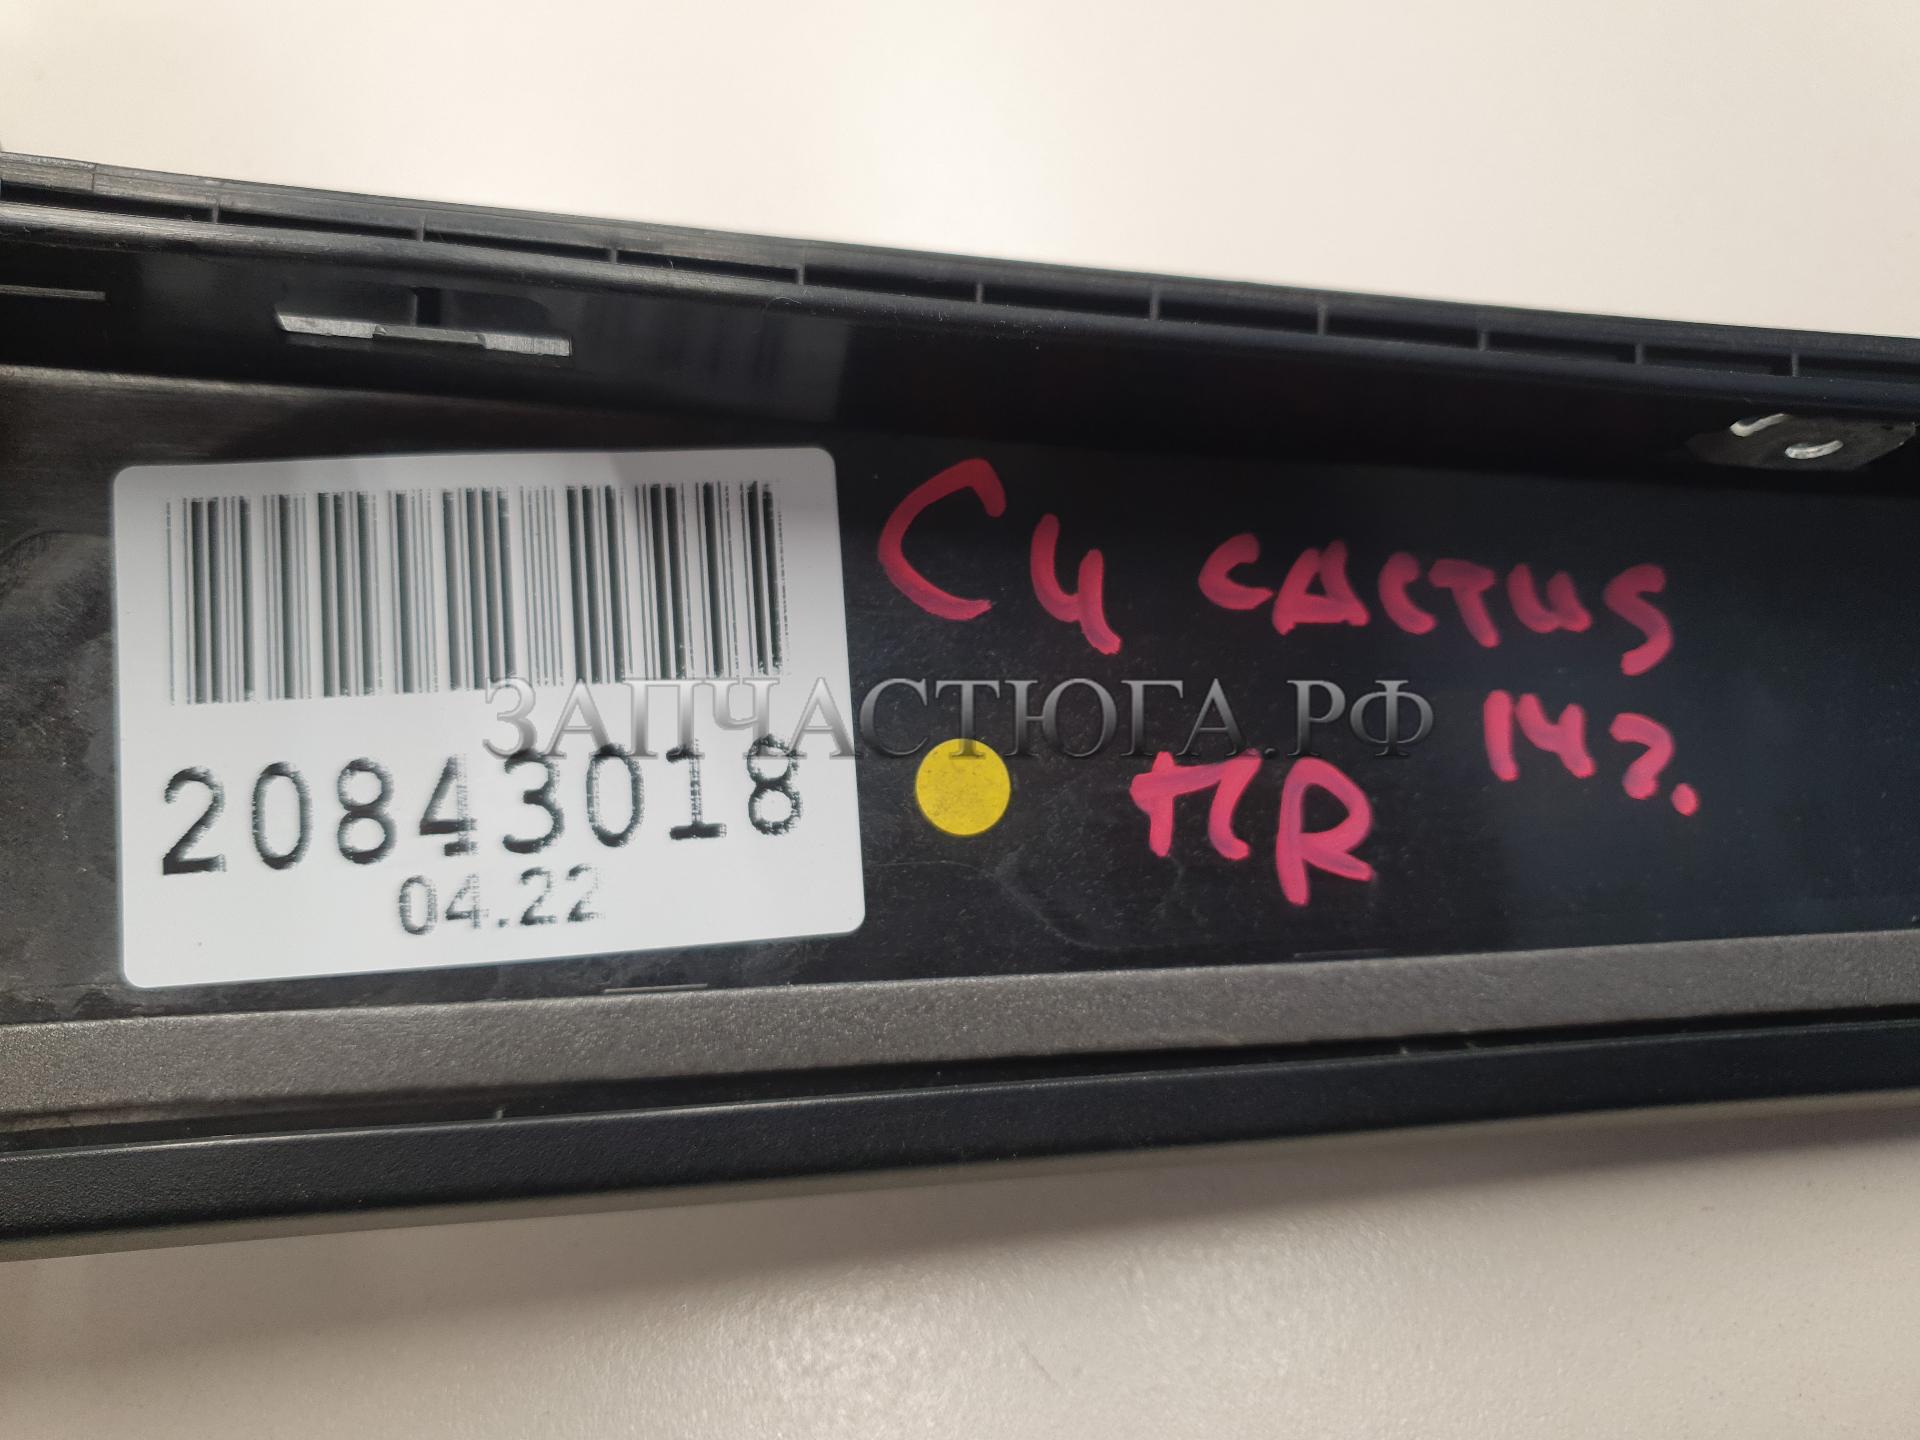 20843018
04.22
C4 CACTUS
14г.
ПR
ЗАПЧАСТЮГА.РФ